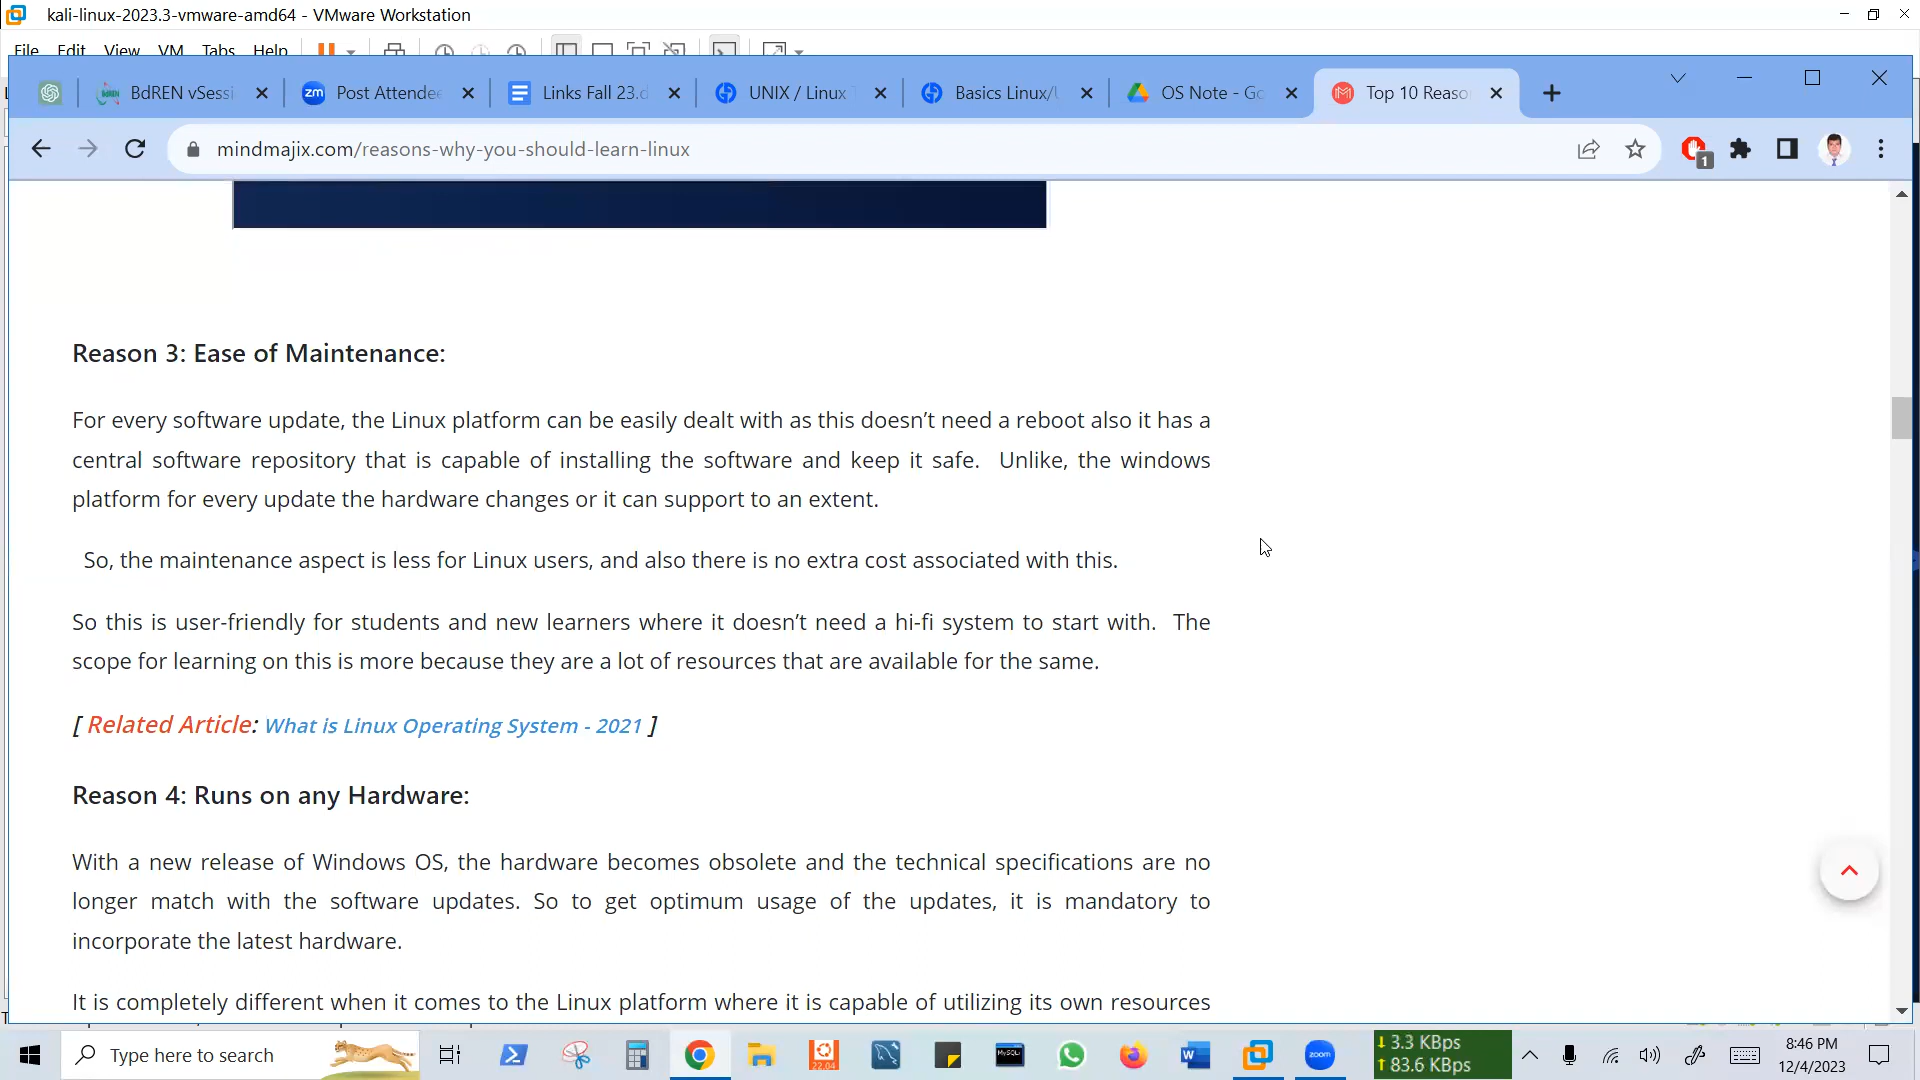 kali-linux-2023.3-vmware-amd64 - VMware Workstation
File Edit View VM Tabs Help
BdREN vSessi
zm Post Attendee
Links Fall 23.d
UNIX / Linux
Basics Linux/
OS Note - Go
Top 10 Reaso
mindmajix.com/reasons-why-you-should-learn-linux
1
Reason 3: Ease of Maintenance:
For every software update, the Linux platform can be easily dealt with as this doesn’t need a reboot also it has a
central software repository that is capable of installing the software and keep it safe. Unlike, the windows
platform for every update the hardware changes or it can support to an extent.
So, the maintenance aspect is less for Linux users, and also there is no extra cost associated with this.
So this is user-friendly for students and new learners where it doesn’t need a hi-fi system to start with. The
scope for learning on this is more because they are a lot of resources that are available for the same.
[ Related Article: What is Linux Operating System - 2021 ]
Reason 4: Runs on any Hardware:
With a new release of Windows OS, the hardware becomes obsolete and the technical specifications are no
longer match with the software updates. So to get optimum usage of the updates, it is mandatory to
incorporate the latest hardware.
It is completely different when it comes to the Linux platform where it is capable of utilizing its own resources
Type here to search
22.04
MySQL
zoom
↓ 3.3 KBps
↑ 83.6 KBps
8:46 PM
12/4/2023